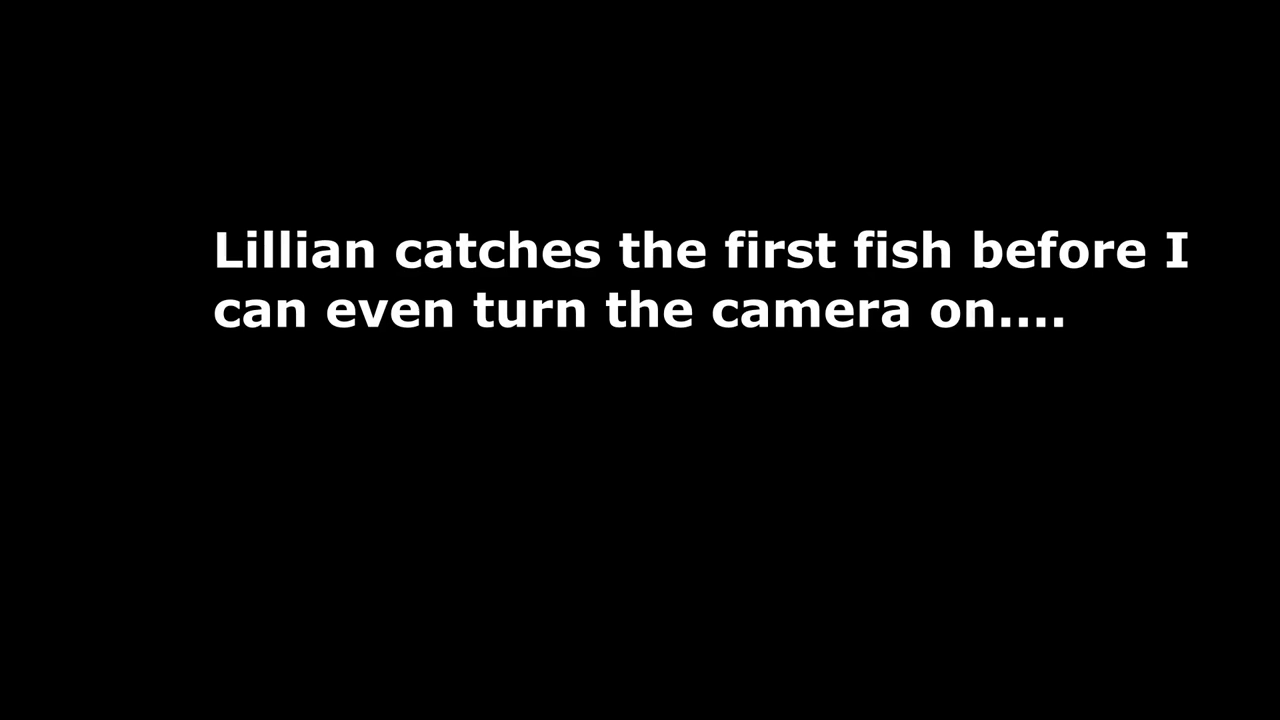 Lillian catches the first fish before I
can even turn the camera on....